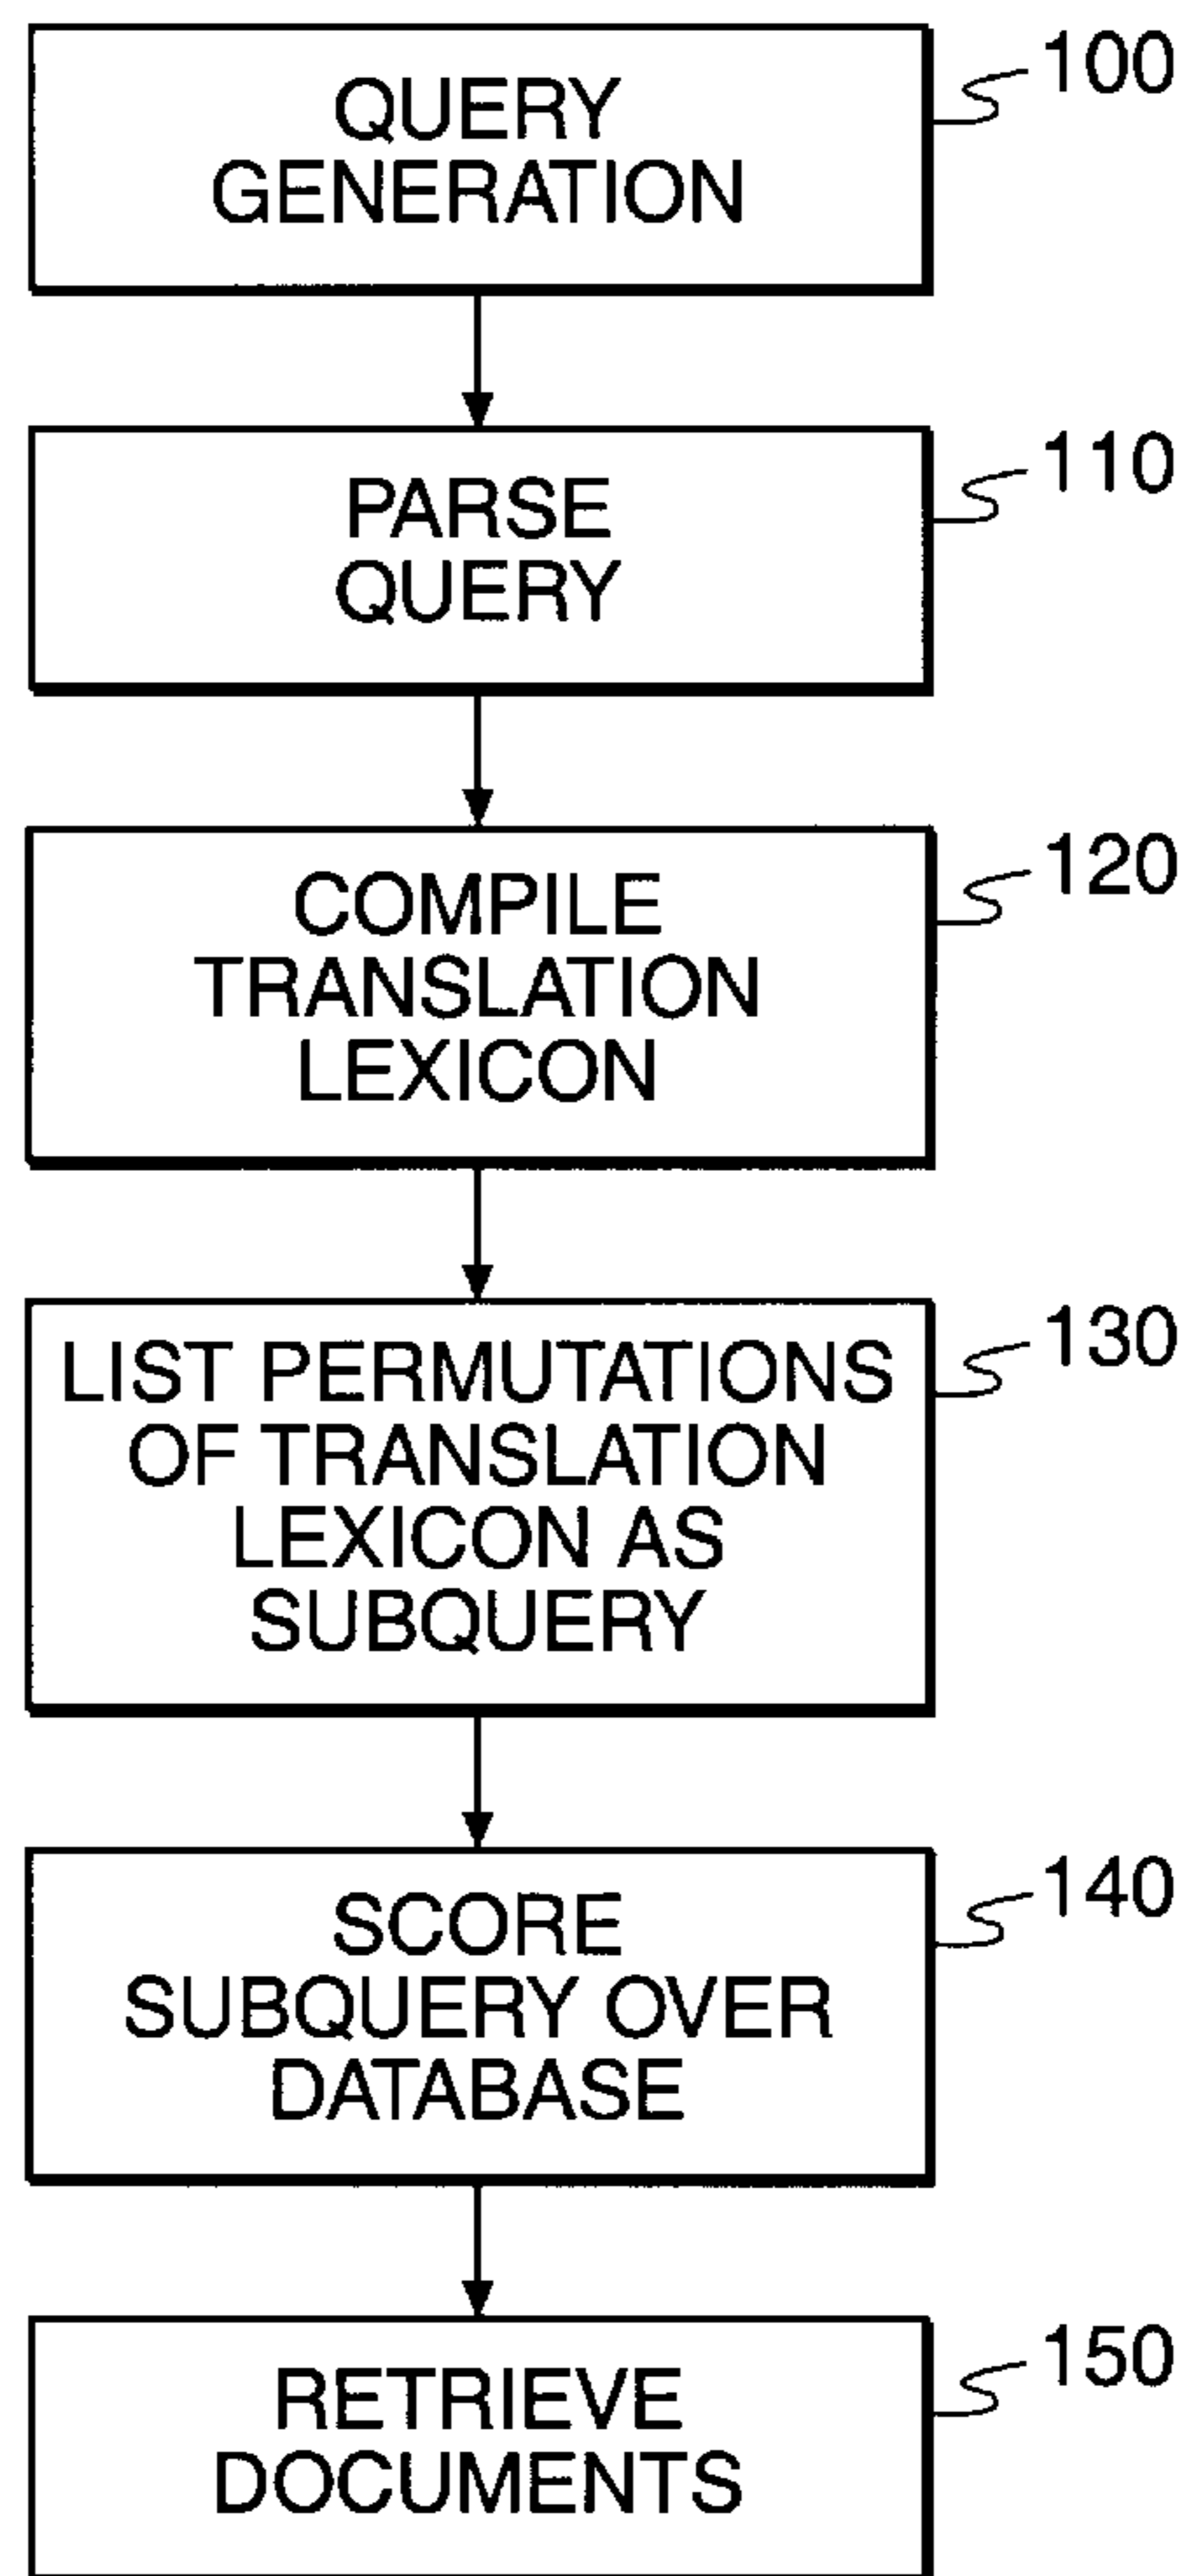 QUERY
GENERATION
100
PARSE
QUERY
110
COMPILE
TRANSLATION
LEXICON
120
LIST PERMUTATIONS
OF TRANSLATION
LEXICON AS
SUBQUERY
130
SCORE
SUBQUERY OVER
DATABASE
140
RETRIEVE
DOCUMENTS
150